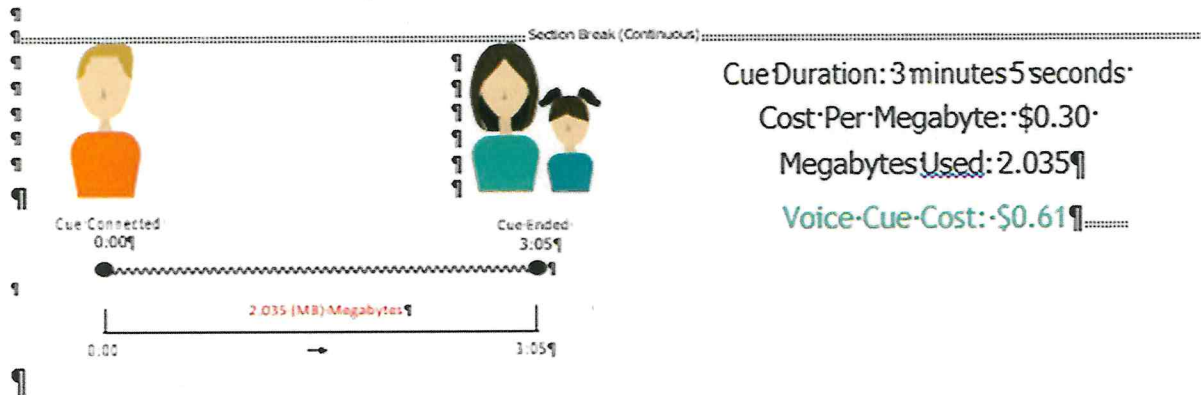 Section Break (Continuous)
Cue Duration: 3 minutes 5 seconds
Cost Per Megabyte: $0.30
Megabytes Used: 2.035¶
Voice Cue Cost: $0.61¶
Cue Connected
0:00¶
Cue Ended
3:05¶
2.035 (MB) Megabytes¶
0.00
3:05¶